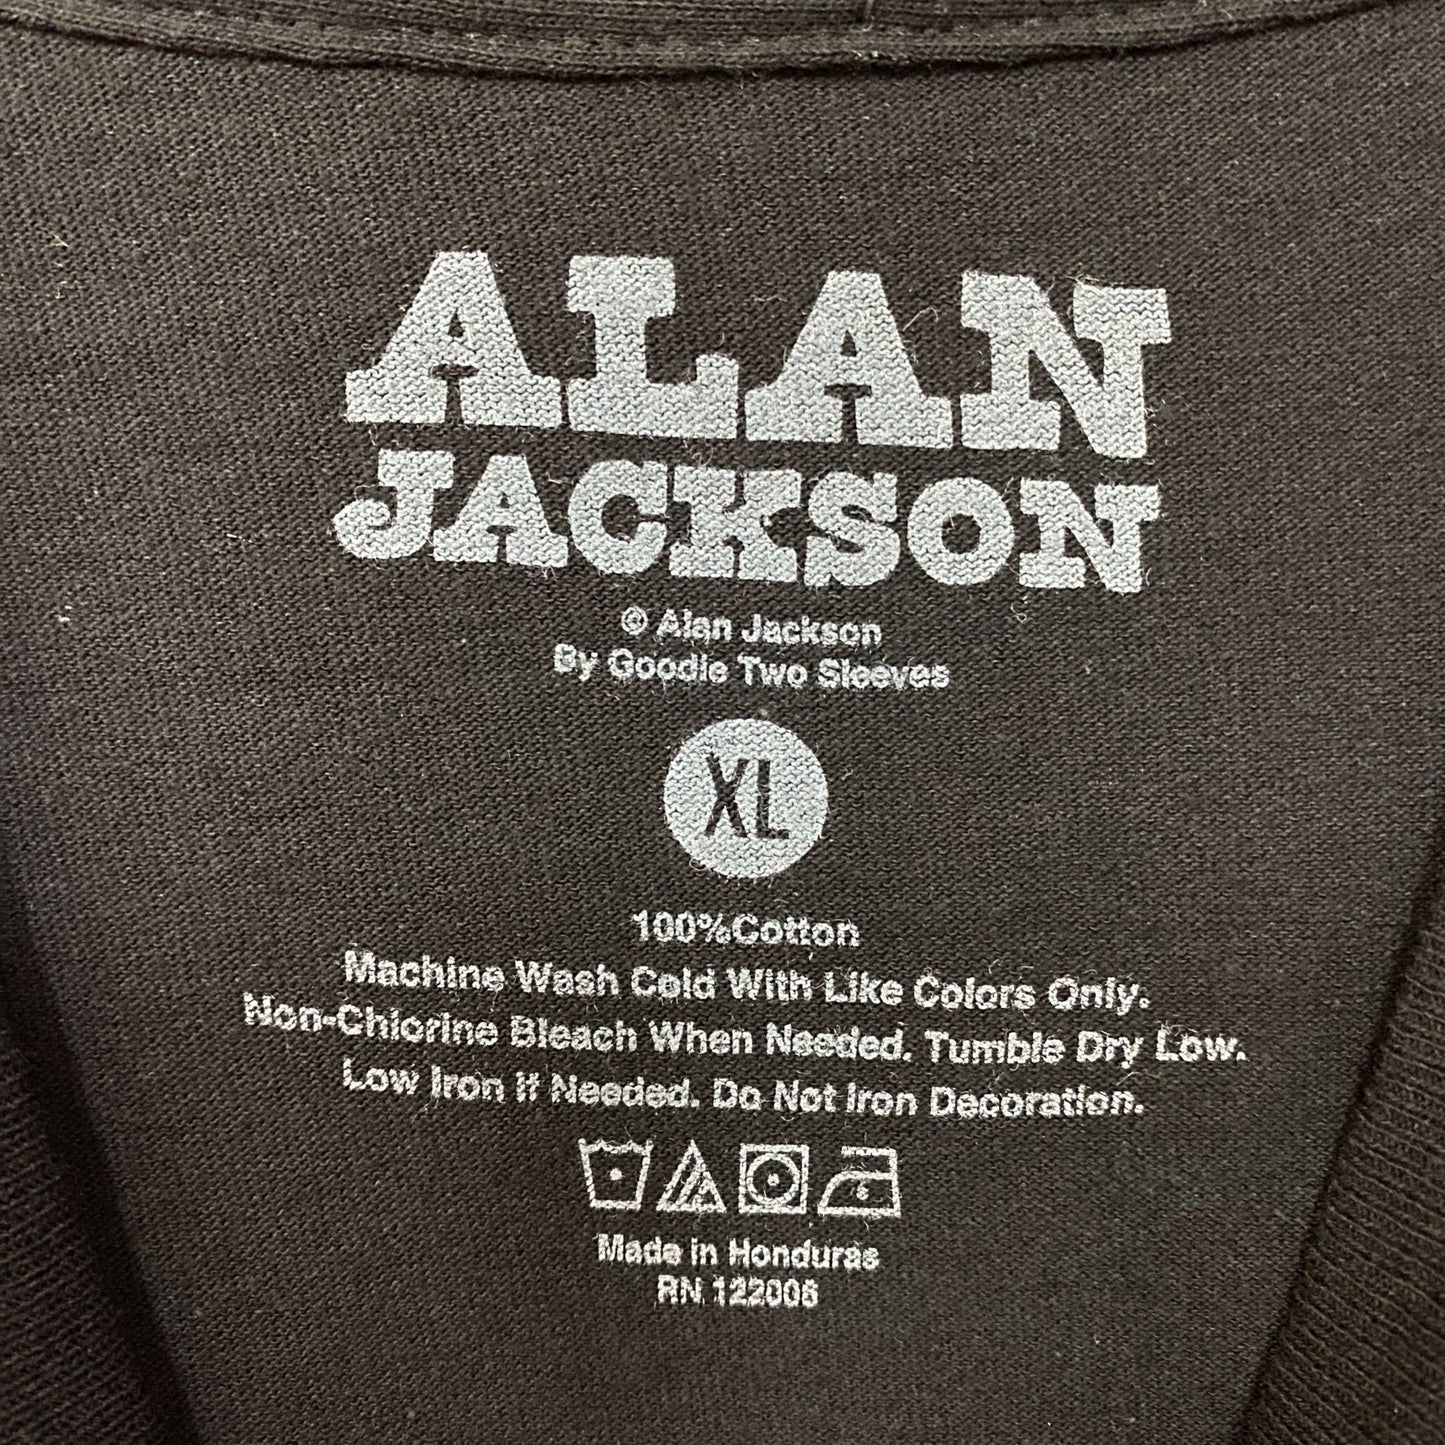 ALAN
JACKSON
© Alan Jackson
By Goodie Two Sleeves
XL
100%Cotton
Machine Wash Cold With Like Colors Only.
Non-Chlorine Bleach When Needed. Tumble Dry Low.
Low Iron If Needed. Do Not Iron Decoration.
Made in Honduras
RN 122006